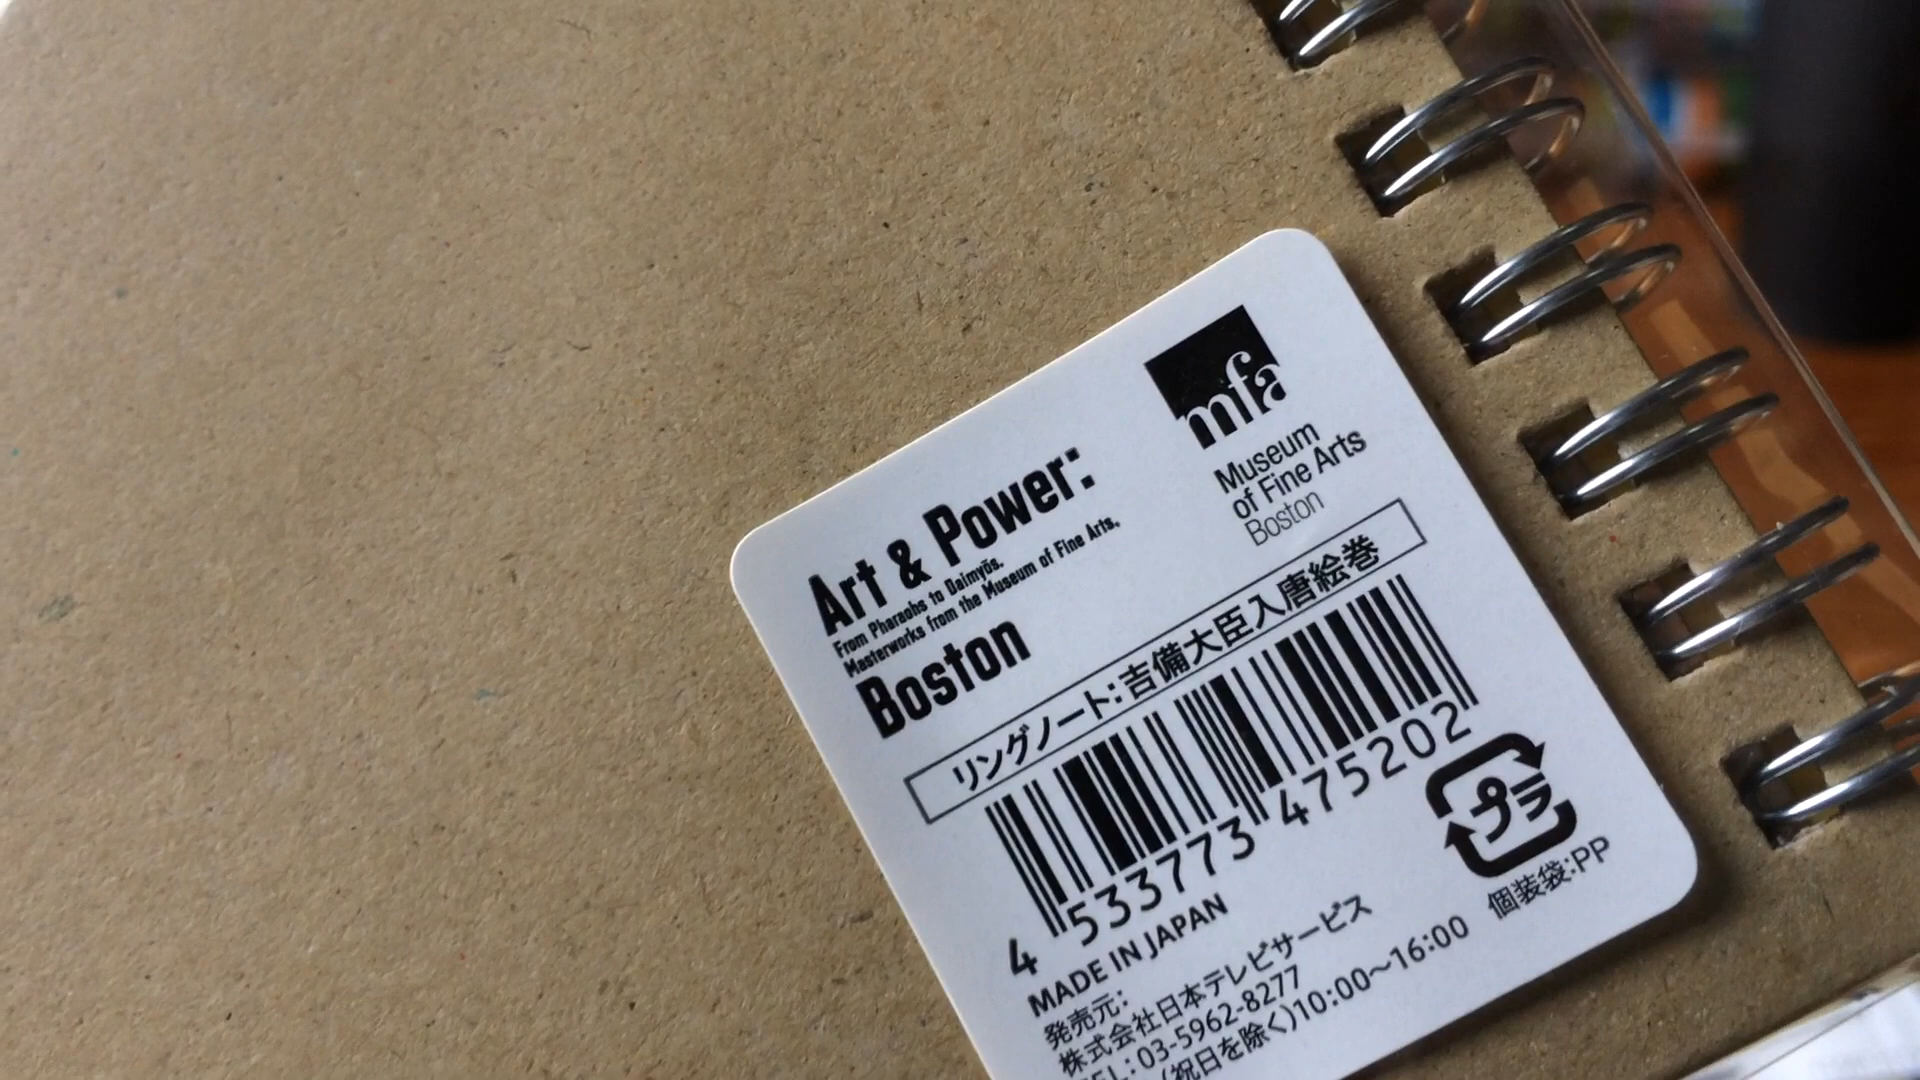 mfa
Museum
of Fine Arts
Boston
Art & Power:
From Pharaohs to Daimyōs.
Masterworks from the Museum of Fine Arts,
Boston
リングノート:吉備大臣入唐絵巻
4 533773 475202
プラ
個装袋:PP
MADE IN JAPAN
発売元:
株式会社日本テレビサービス
TEL:03-5962-8277
(祝日を除く)10:00〜16:00